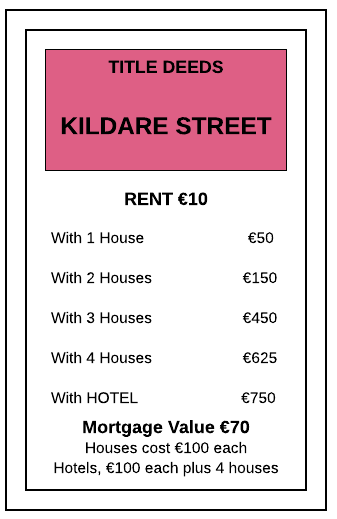 TITLE DEEDS
KILDARE STREET
RENT €10
With 1 House €50
With 2 Houses €150
With 3 Houses €450
With 4 Houses €625
With HOTEL €750
Mortgage Value €70
Houses cost €100 each
Hotels, €100 each plus 4 houses